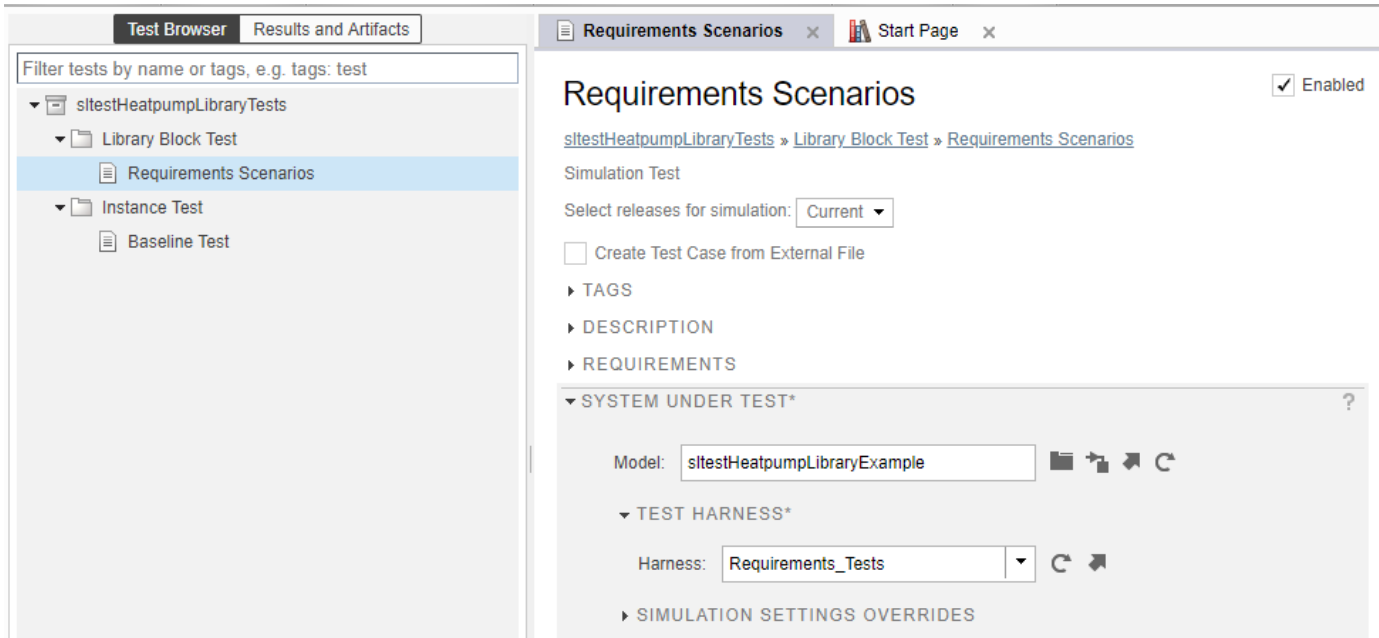 Test Browser Results and Artifacts
Filter tests by name or tags, e.g. tags: test
sltestHeatpumpLibraryTests
Library Block Test
Requirements Scenarios
Instance Test
Baseline Test
Requirements Scenarios × Start Page ×
Requirements Scenarios
Enabled
sltestHeatpumpLibraryTests » Library Block Test » Requirements Scenarios
Simulation Test
Select releases for simulation: Current
Create Test Case from External File
TAGS
DESCRIPTION
REQUIREMENTS
SYSTEM UNDER TEST* ?
Model: sltestHeatpumpLibraryExample
TEST HARNESS*
Harness: Requirements_Tests
SIMULATION SETTINGS OVERRIDES